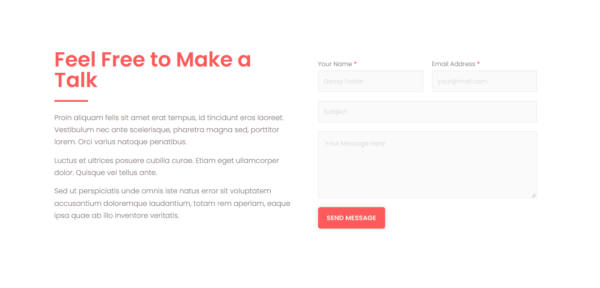 Feel Free to Make a
Talk
Proin aliquam felis sit amet erat tempus, id tincidunt eros laoreet.
Vestibulum nec ante scelerisque, pharetra magna sed, porttitor
lorem. Orci varius natoque penatibus.
Luctus et ultrices posuere cubilia curae. Etiam eget ullamcorper
dolor. Quisque vel tellus ante.
Sed ut perspiciatis unde omnis iste natus error sit voluptatem
accusantium doloremque laudantium, totam rem aperiam, eaque
ipsa quae ab illo inventore veritatis.
Your Name *
Email Address *
your@mail.com
Subject
Your Message Here
SEND MESSAGE